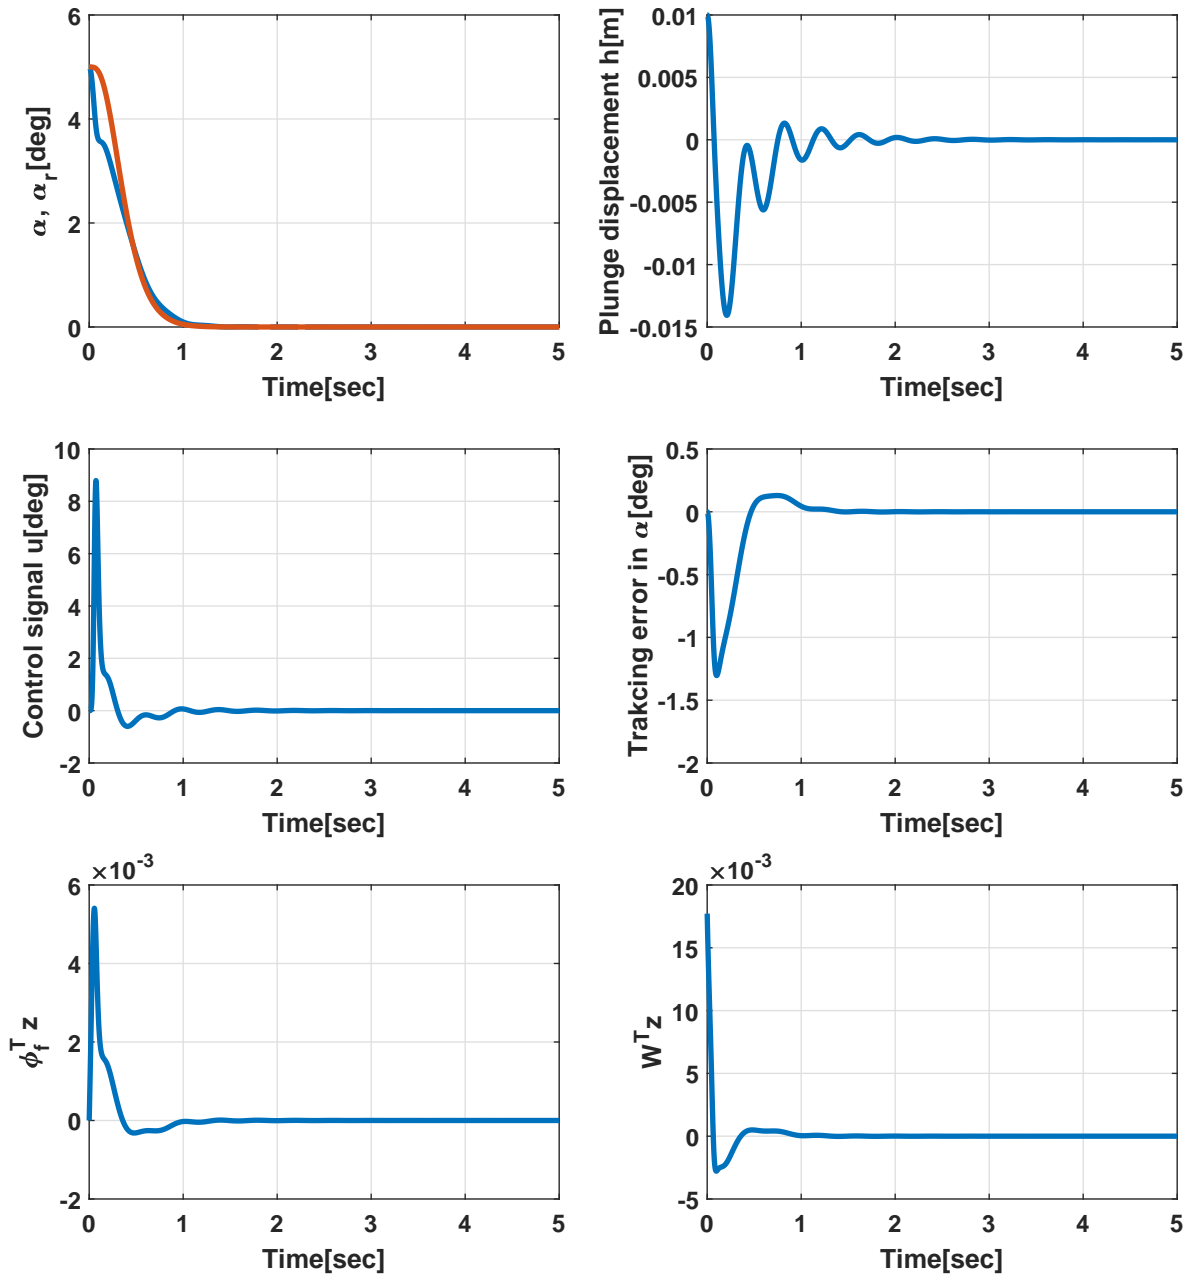 6
4
2
0
α, αr[deg]
0 1 2 3 4 5
Time[sec]
0.01
0.005
0
-0.005
-0.01
-0.015
Plunge displacement h[m]
0 1 2 3 4 5
Time[sec]
10
8
6
4
2
0
-2
Control signal u[deg]
0 1 2 3 4 5
Time[sec]
0.5
0
-0.5
-1
-1.5
-2
Trakcing error in α[deg]
0 1 2 3 4 5
Time[sec]
×10-3
6
4
2
0
-2
ϕfT z
0 1 2 3 4 5
Time[sec]
×10-3
20
15
10
5
0
-5
WTz
0 1 2 3 4 5
Time[sec]